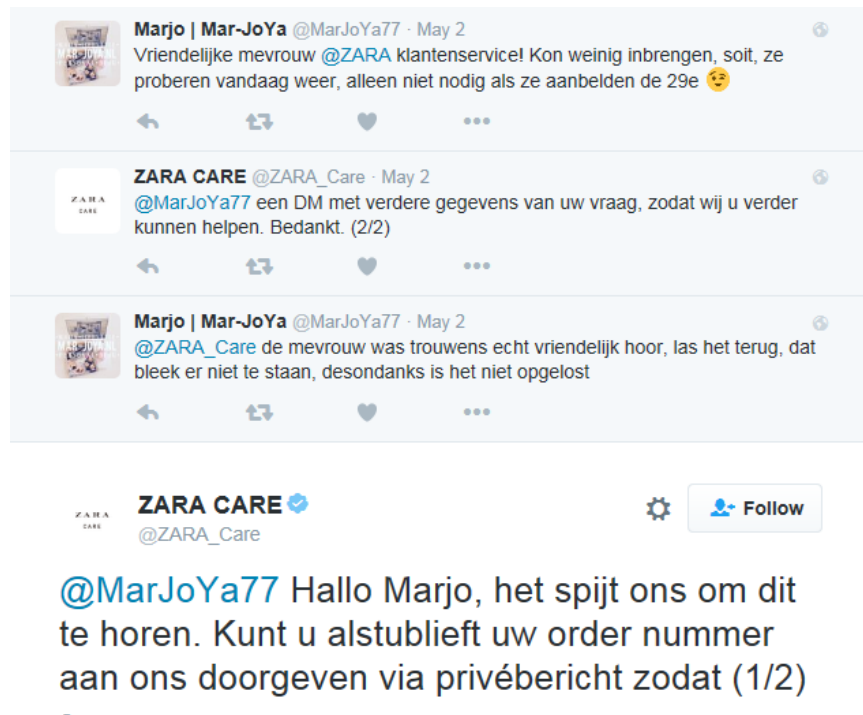 Marjo | Mar-JoYa @MarJoYa77 · May 2
Vriendelijke mevrouw @ZARA klantenservice! Kon weinig inbrengen, soit, ze
proberen vandaag weer, alleen niet nodig als ze aanbelden de 29e 😉
ZARA CARE @ZARA_Care · May 2
ZARA
CARE
@MarJoYa77 een DM met verdere gegevens van uw vraag, zodat wij u verder
kunnen helpen. Bedankt. (2/2)
Marjo | Mar-JoYa @MarJoYa77 · May 2
@ZARA_Care de mevrouw was trouwens echt vriendelijk hoor, las het terug, dat
bleek er niet te staan, desondanks is het niet opgelost
ZARA
CARE
ZARA CARE
@ZARA_Care
Follow
@MarJoYa77 Hallo Marjo, het spijt ons om dit
te horen. Kunt u alstublieft uw order nummer
aan ons doorgeven via privébericht zodat (1/2)